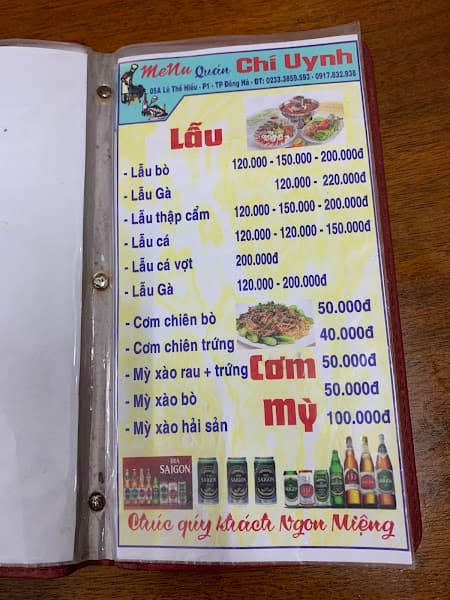 MeNu Quán Chí Uynh
05A Lê Thế Hiếu - P1 - TP Đông Hà - ĐT: 0233.3859.593 - 0917.832.938
Lẩu
- Lẩu bò 120.000 - 150.000 - 200.000đ
- Lẩu Gà 120.000 - 220.000đ
- Lẩu thập cẩm 120.000 - 150.000 - 200.000đ
- Lẩu cá 120.000 - 120.000 - 150.000đ
- Lẩu cá vợt 200.000đ
- Lẩu Gà 120.000 - 200.000đ
- Cơm chiên bò 50.000đ
- Cơm chiên trứng 40.000đ
- Mỳ xào rau + trứng 50.000đ
- Mỳ xào bò 50.000đ
- Mỳ xào hải sản 100.000đ
Cơm
Mỳ
BIA
SAIGON
Chúc qúy khách Ngon Miệng